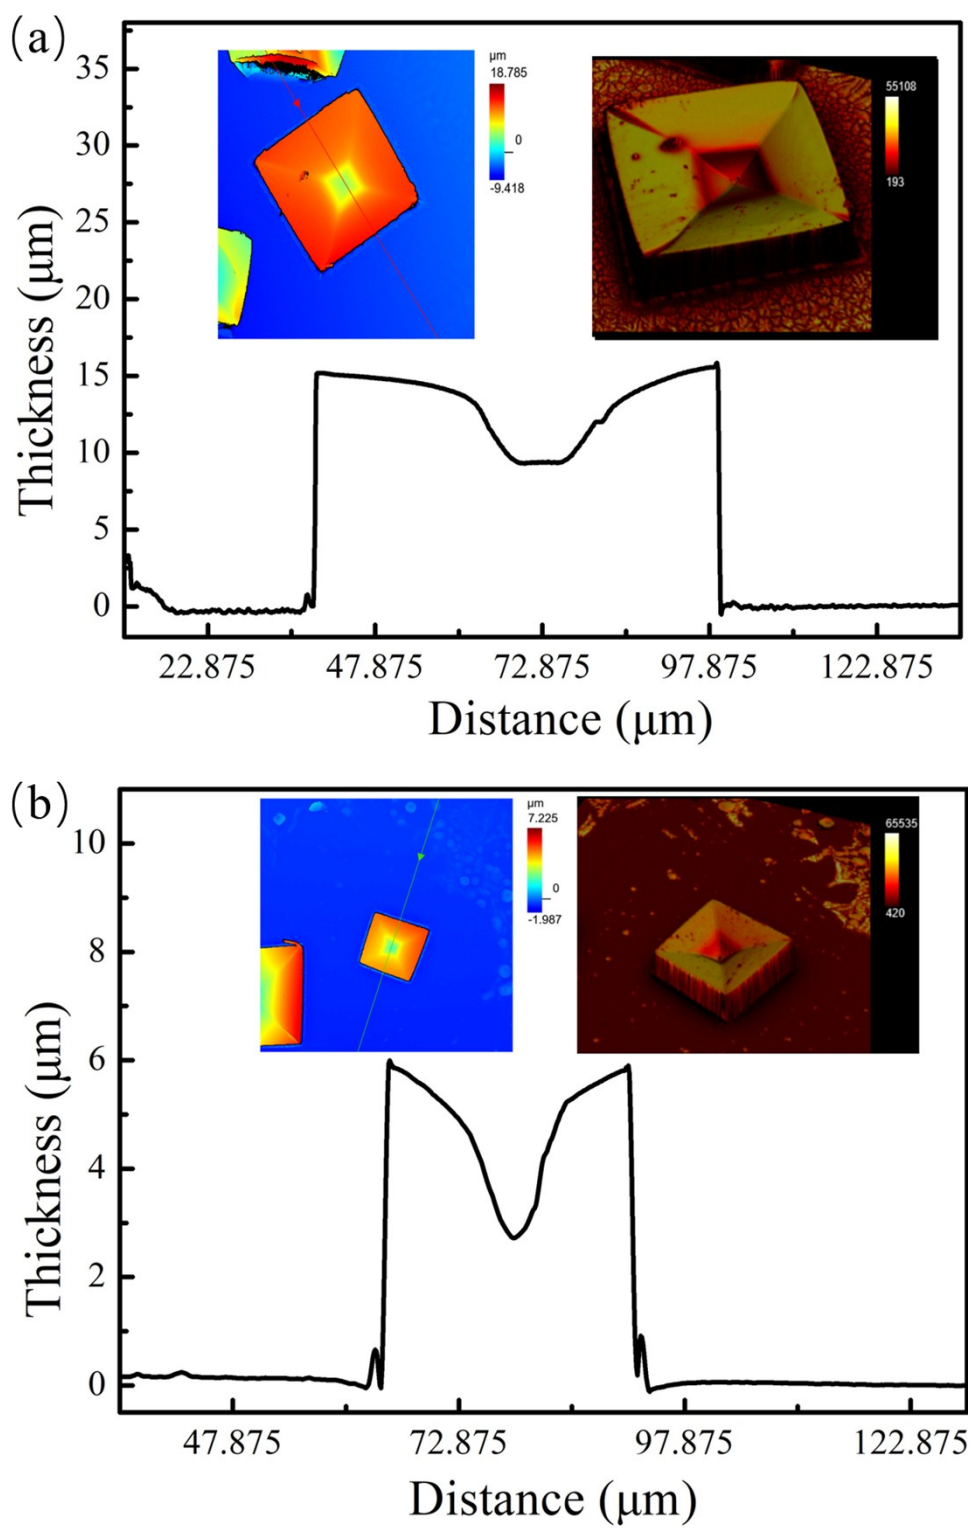 (a)
35
30
25
20
15
10
5
0
Thickness (μm)
μm
18.785
0
-9.418
55108
193
22.875 47.875 72.875 97.875 122.875
Distance (μm)
(b)
10
8
6
4
2
0
Thickness (μm)
μm
7.225
0
-1.987
65535
420
47.875 72.875 97.875 122.875
Distance (μm)